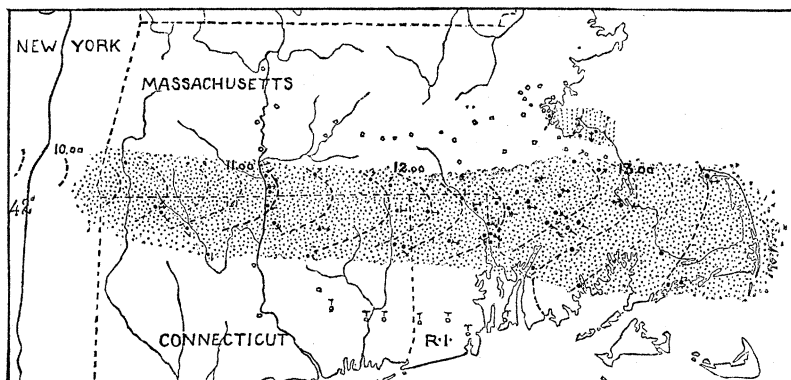 NEW YORK
MASSACHUSETTS
10.00
11.00
12.00
13.00
42°
CONNECTICUT
R.I.